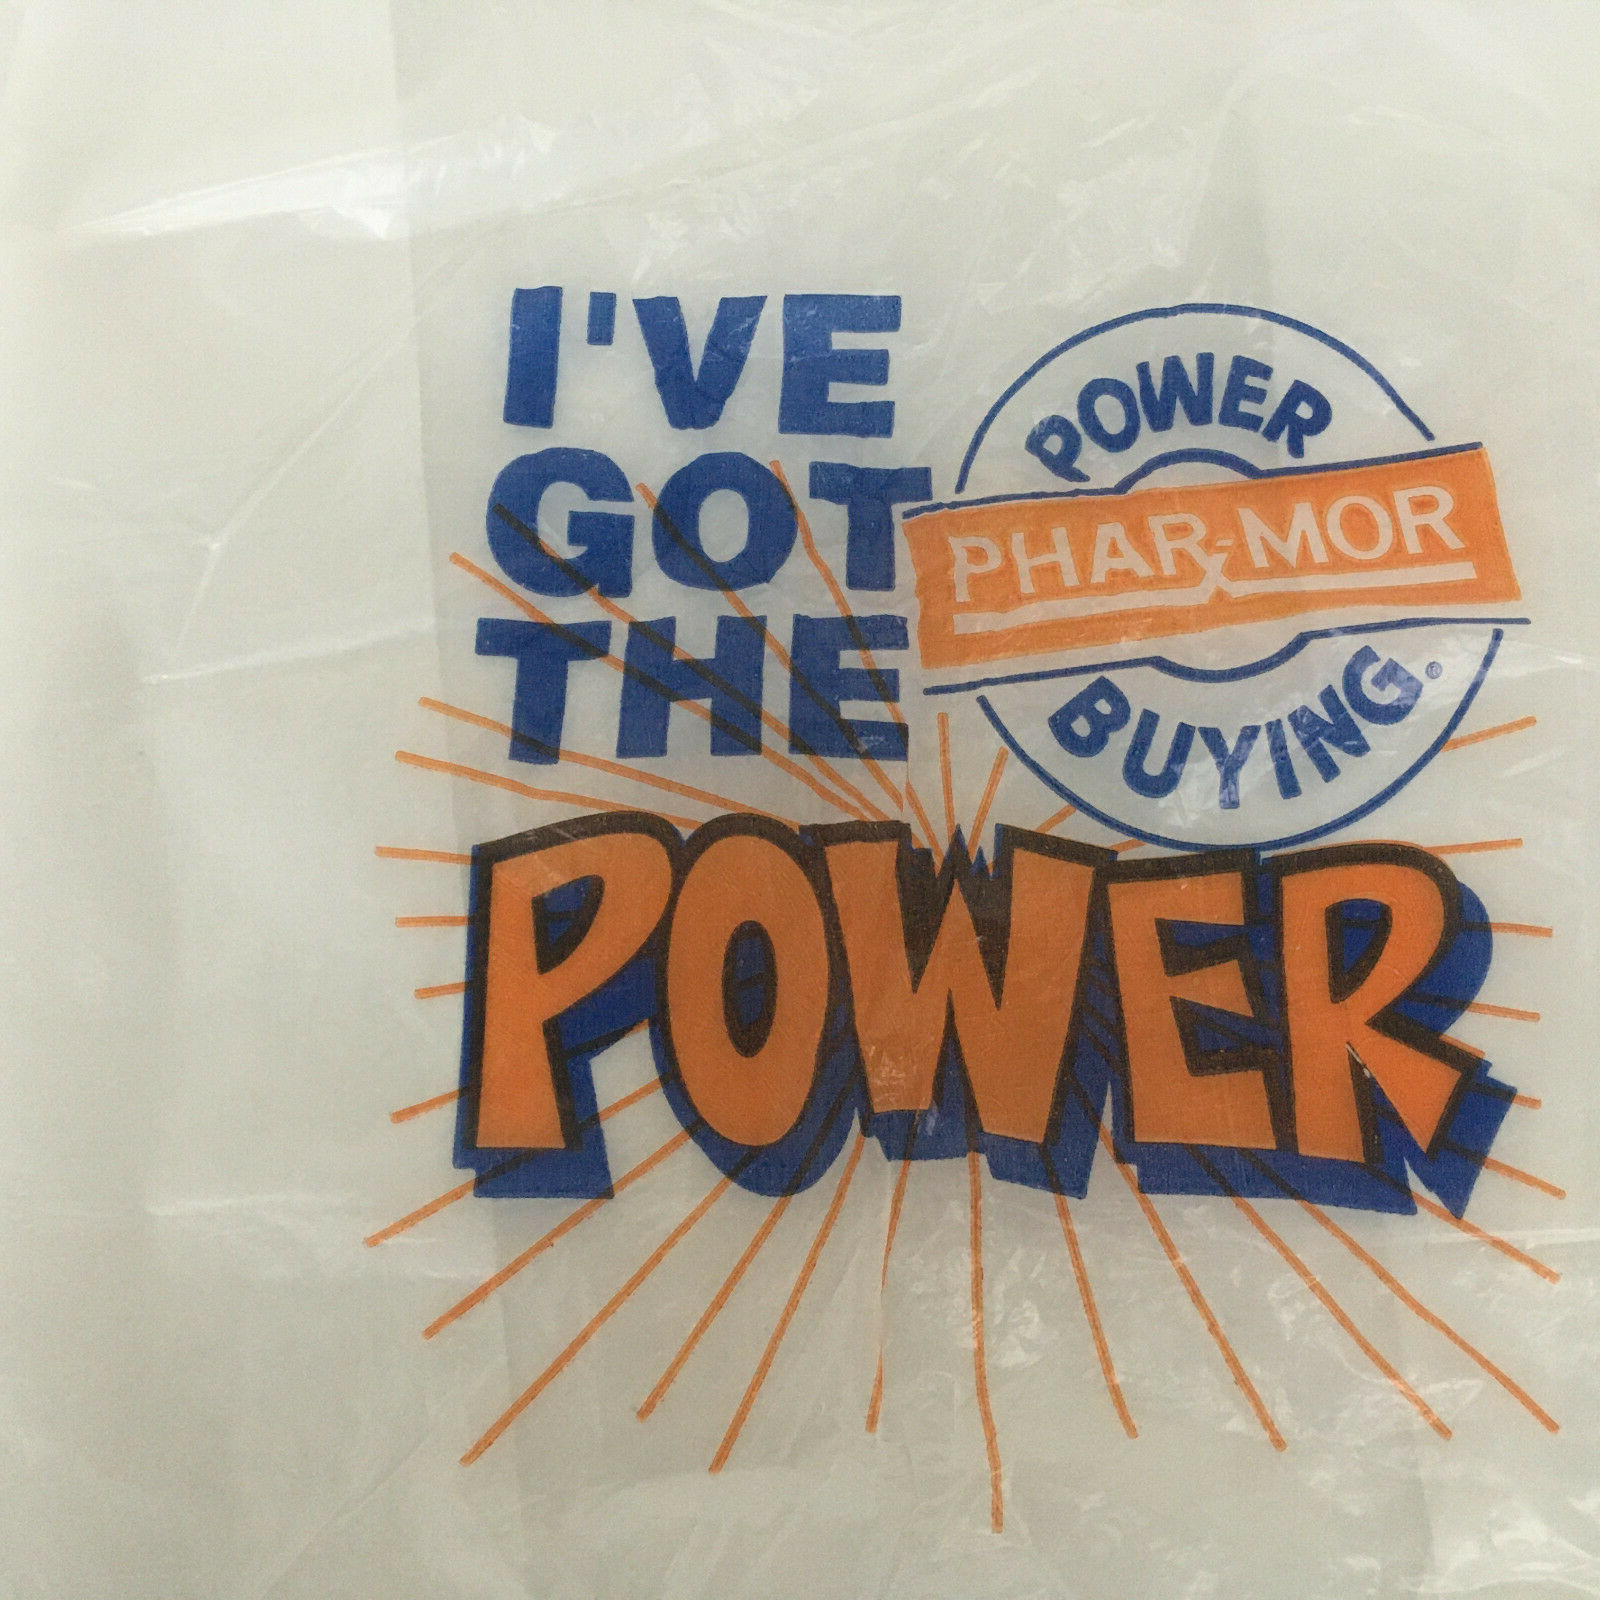 I'VE
GOT
THE
POWER
POWER
PHAR-MOR
BUYING.®